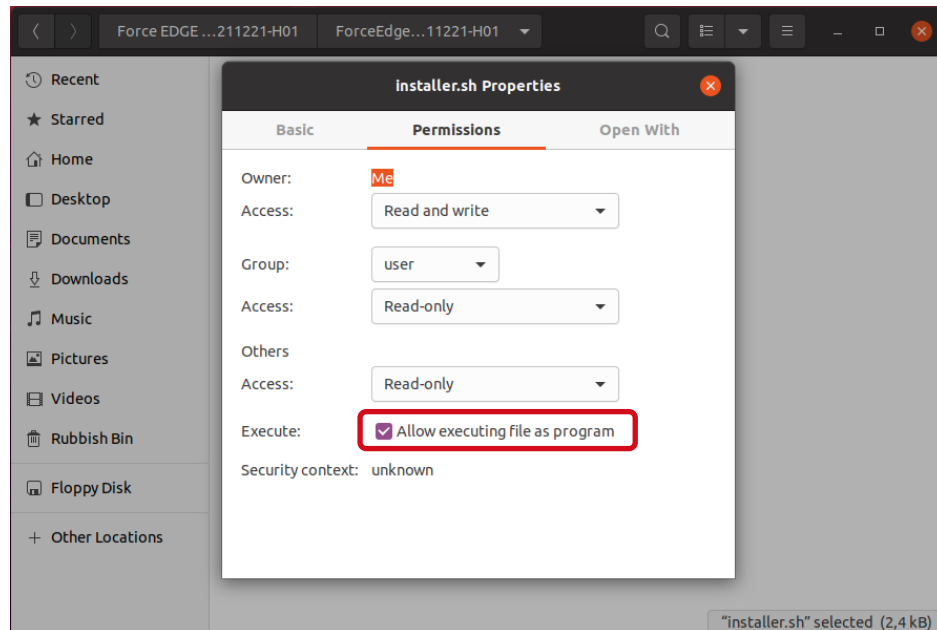 Force EDGE ...211221-H01 ForceEdge...11221-H01
Recent
Starred
Home
Desktop
Documents
Downloads
Music
Pictures
Videos
Rubbish Bin
Floppy Disk
Other Locations
installer.sh Properties
Basic Permissions Open With
Owner: Me
Access: Read and write
Group: user
Access: Read-only
Others
Access: Read-only
Execute: Allow executing file as program
Security context: unknown
"installer.sh" selected (2,4 kB)